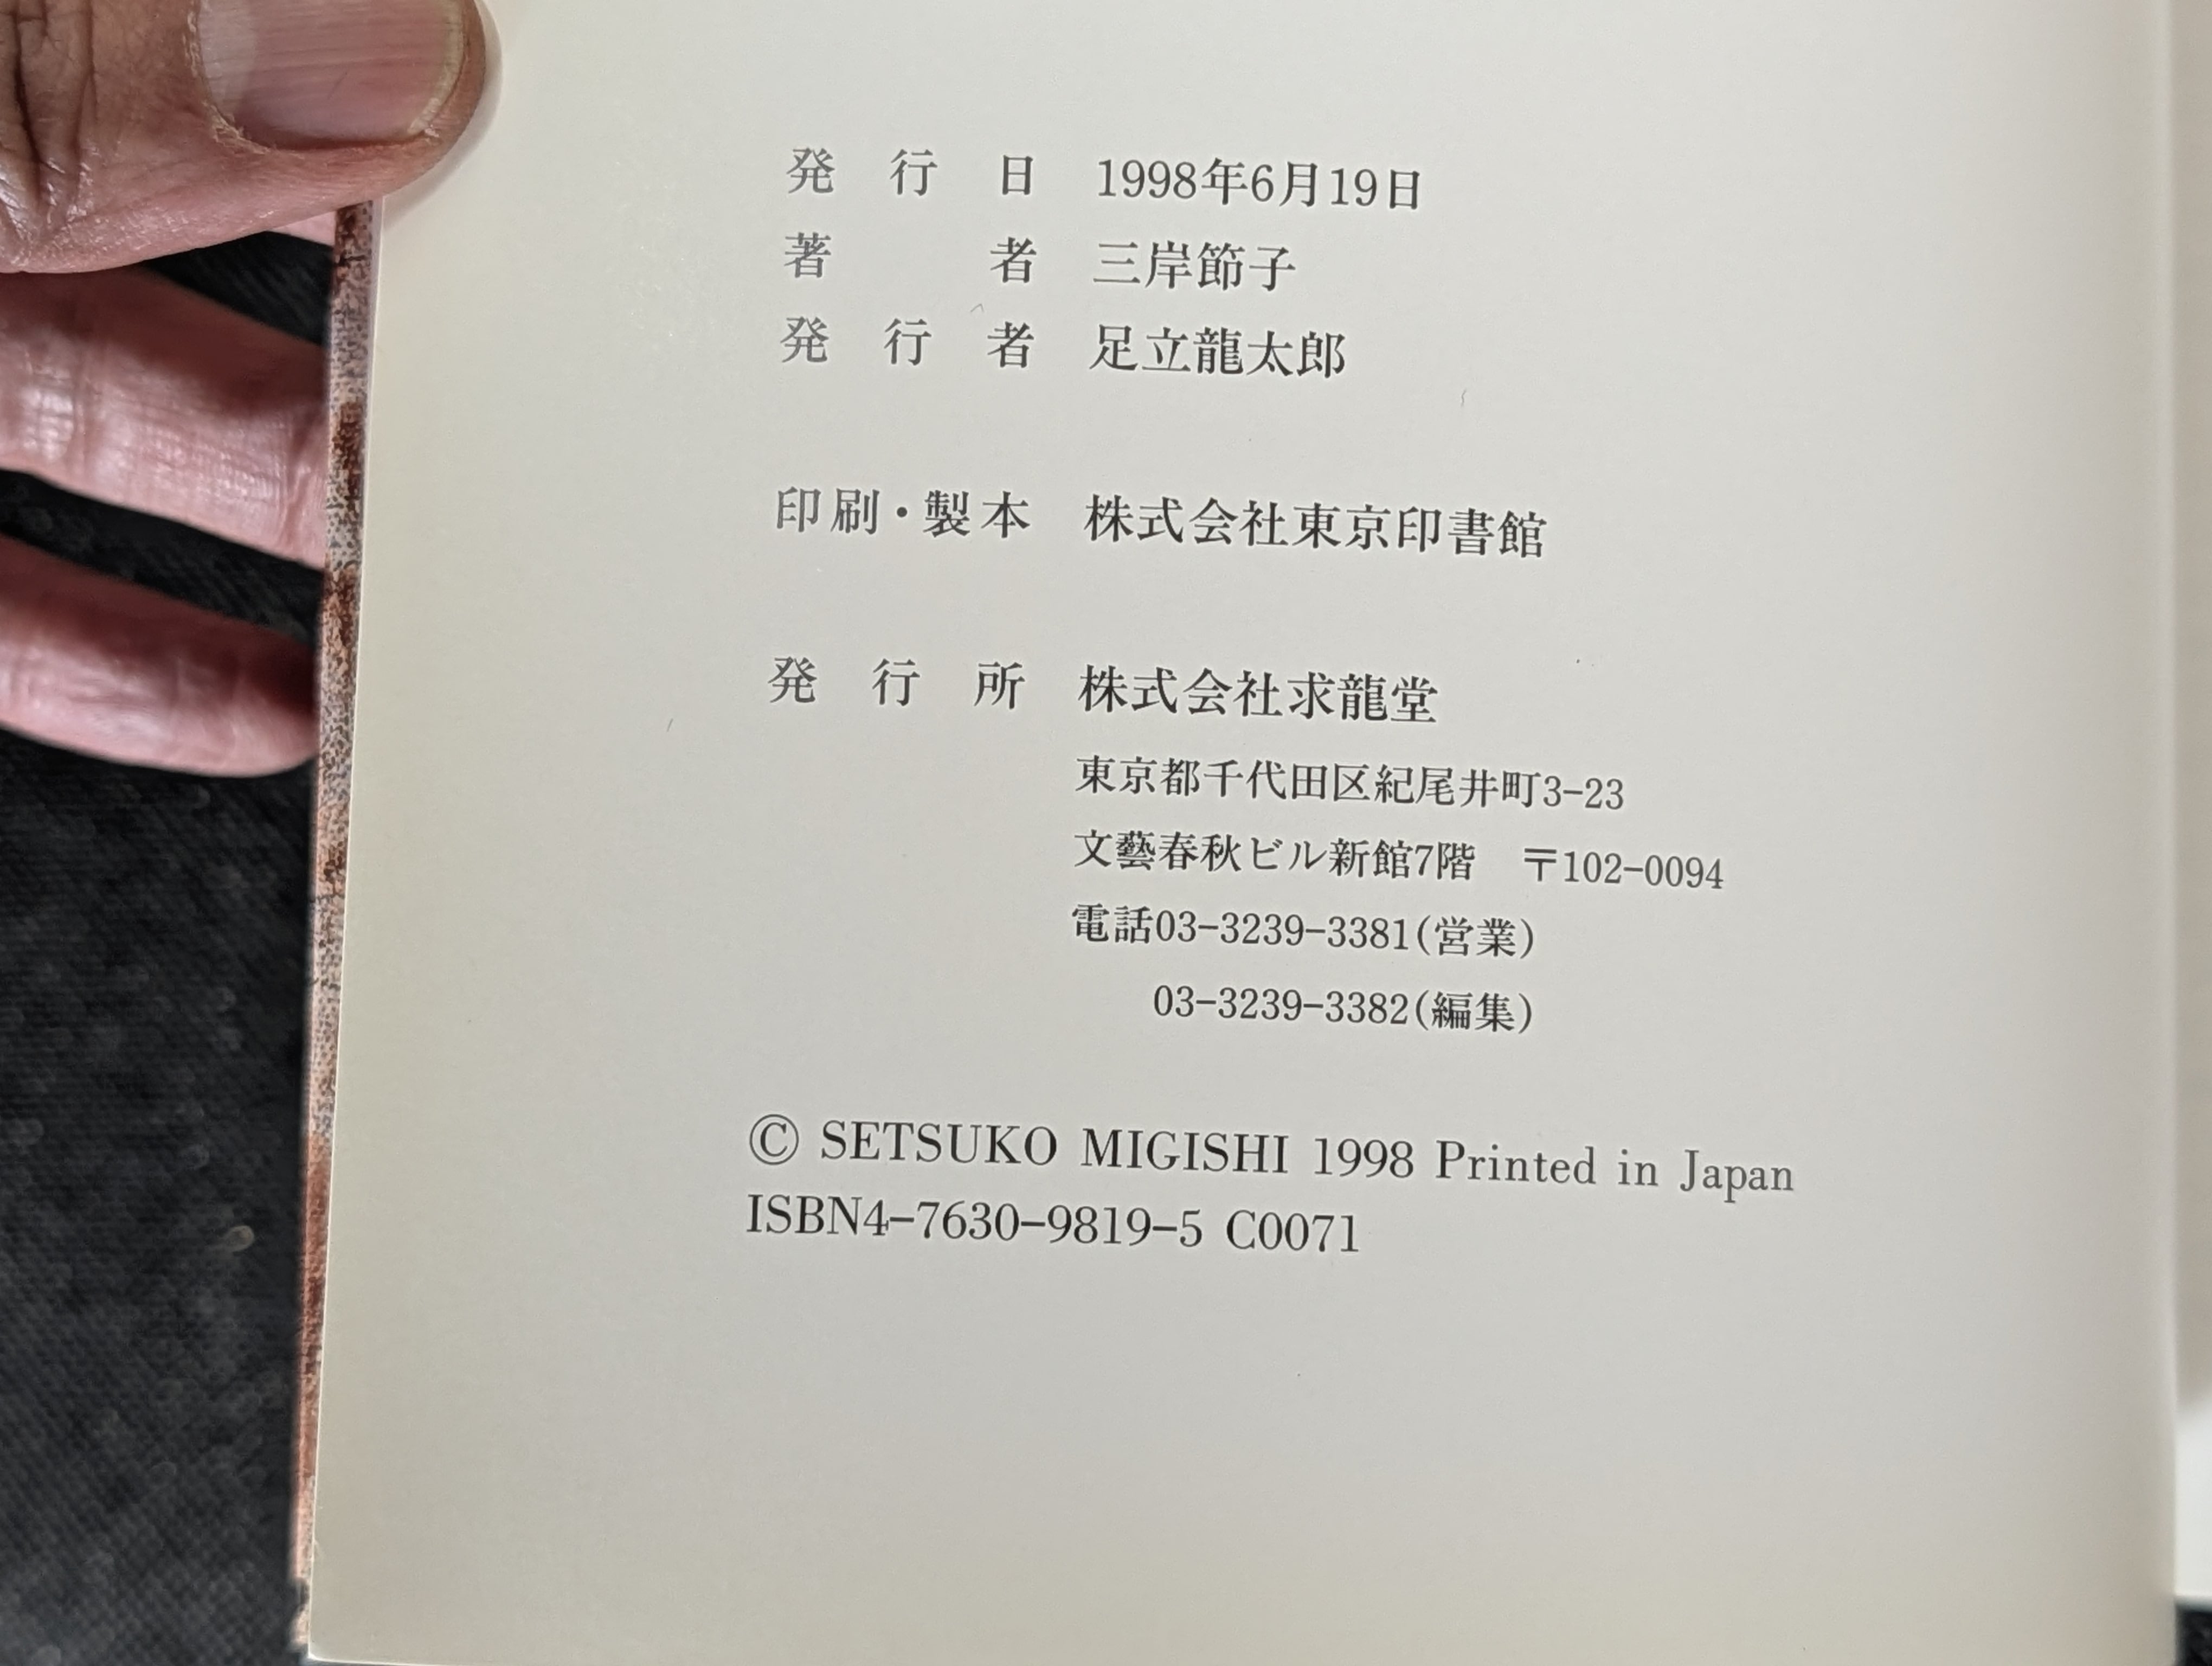 発行日 1998年6月19日
著者 三岸節子
発行者 足立龍太郎
印刷・製本 株式会社東京印書館
発行所 株式会社求龍堂
東京都千代田区紀尾井町3-23
文藝春秋ビル新館7階 〒102-0094
電話03-3239-3381(営業)
03-3239-3382(編集)
© SETSUKO MIGISHI 1998 Printed in Japan
ISBN4-7630-9819-5 C0071